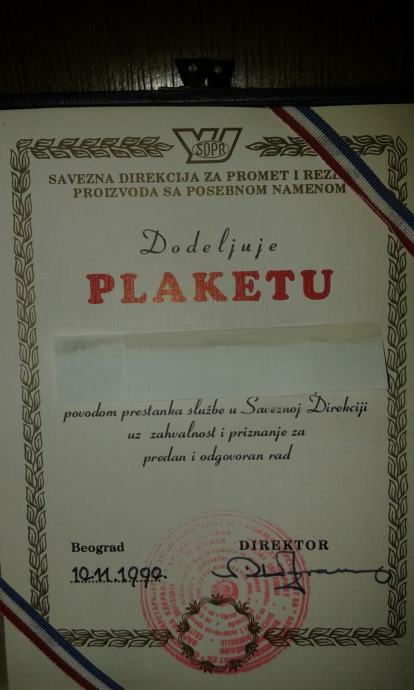 SDPR
SAVEZNA DIREKCIJA ZA PROMET I REZE
PROIZVODA SA POSEBNOM NAMENOM
Dodeljuje
PLAKETU
povodom prestanka službe u Saveznoj Direkciji
uz zahvalnost i priznanje za
predan i odgovoran rad
Beograd
DIREKTOR
10.11.1992.